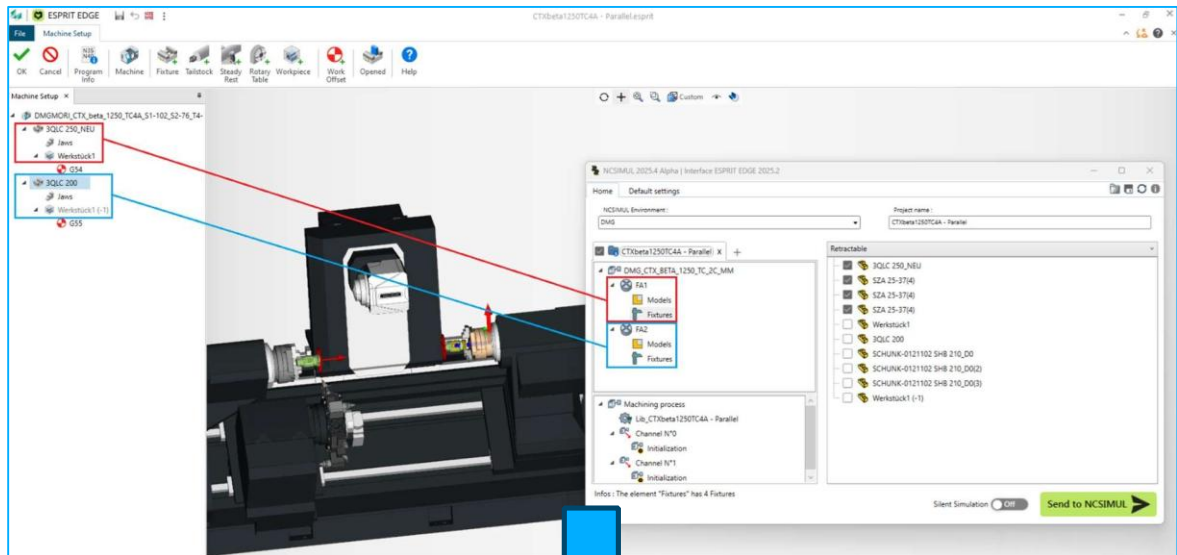 ESPRIT EDGE
CTXbeta1250TC4A - Parallel.esprit
File Machine Setup
OK Cancel Program Info Machine Fixture Tailstock Steady Rest Rotary Table Workpiece Work Offset Opened Help
Machine Setup
Custom
DMGMORI_CTX_beta_1250_TC4A_S1-102_S2-76_T4-
3QLC 250_NEU
Jaws
Werkstück1
G54
3QLC 200
Jaws
Werkstück1 (-1)
G55
NCSIMUL 2025.4 Alpha | Interface ESPRIT EDGE 2025.2
Home Default settings
NCSIMUL Environment :
DMG
Project name :
CTXbeta1250TC4A - Parallel
CTXbeta1250TC4A - Parallel
DMG_CTX_BETA_1250_TC_2C_MM
FA1
Models
Fixtures
FA2
Models
Fixtures
Retractable
3QLC 250_NEU
SZA 25-37(4)
SZA 25-37(4)
SZA 25-37(4)
Werkstück1
3QLC 200
SCHUNK-0121102 SHB 210_D0
SCHUNK-0121102 SHB 210_D0(2)
SCHUNK-0121102 SHB 210_D0(3)
Werkstück1 (-1)
Machining process
Lib_CTXbeta1250TC4A - Parallel
Channel N°0
Initialization
Channel N°1
Initialization
Infos : The element "Fixtures" has 4 Fixtures
Silent Simulation Off
Send to NCSIMUL